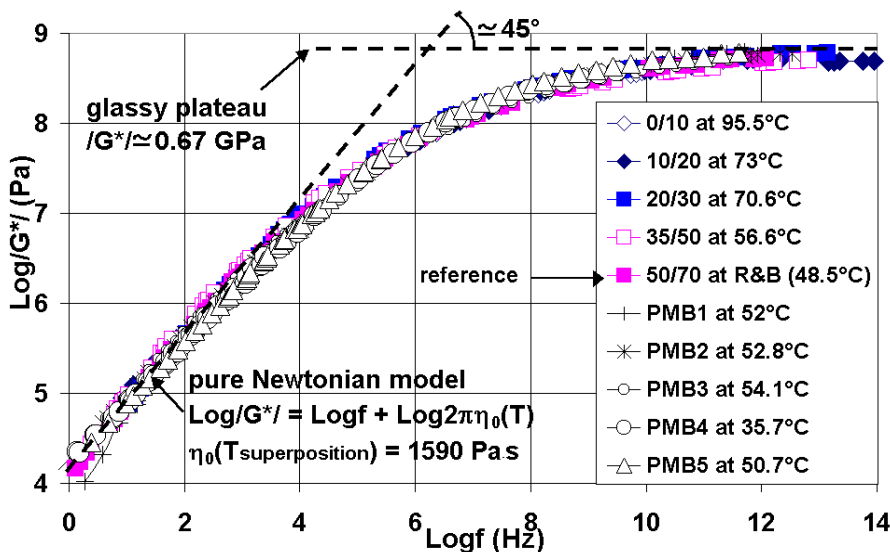 ≃45°
9
8
7
6
5
4
Log/G*/ (Pa)
glassy plateau
/G*/≃0.67 GPa
0/10 at 95.5°C
10/20 at 73°C
20/30 at 70.6°C
35/50 at 56.6°C
reference
50/70 at R&B (48.5°C)
PMB1 at 52°C
PMB2 at 52.8°C
PMB3 at 54.1°C
PMB4 at 35.7°C
PMB5 at 50.7°C
pure Newtonian model
Log/G*/ = Logf + Log2πη₀(T)
η₀(Tsuperposition) = 1590 Pa.s
0 2 4 6 8 10 12 14
Logf (Hz)